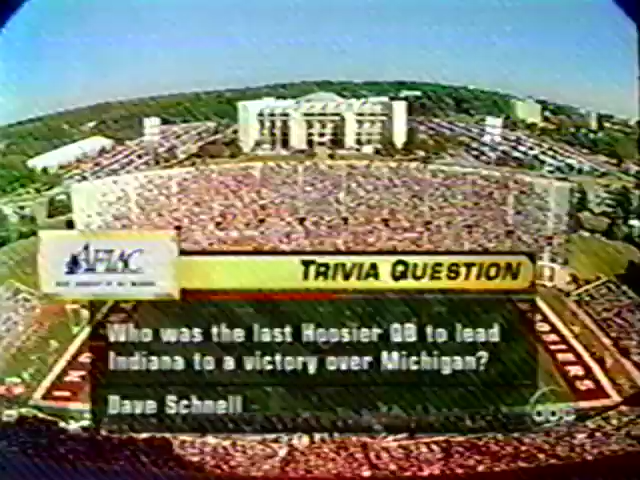 AFLAC
TRIVIA QUESTION
Who was the last Hoosier QB to lead
Indiana to a victory over Michigan?
Dave Schnell
INA
HOOSIERS
abc